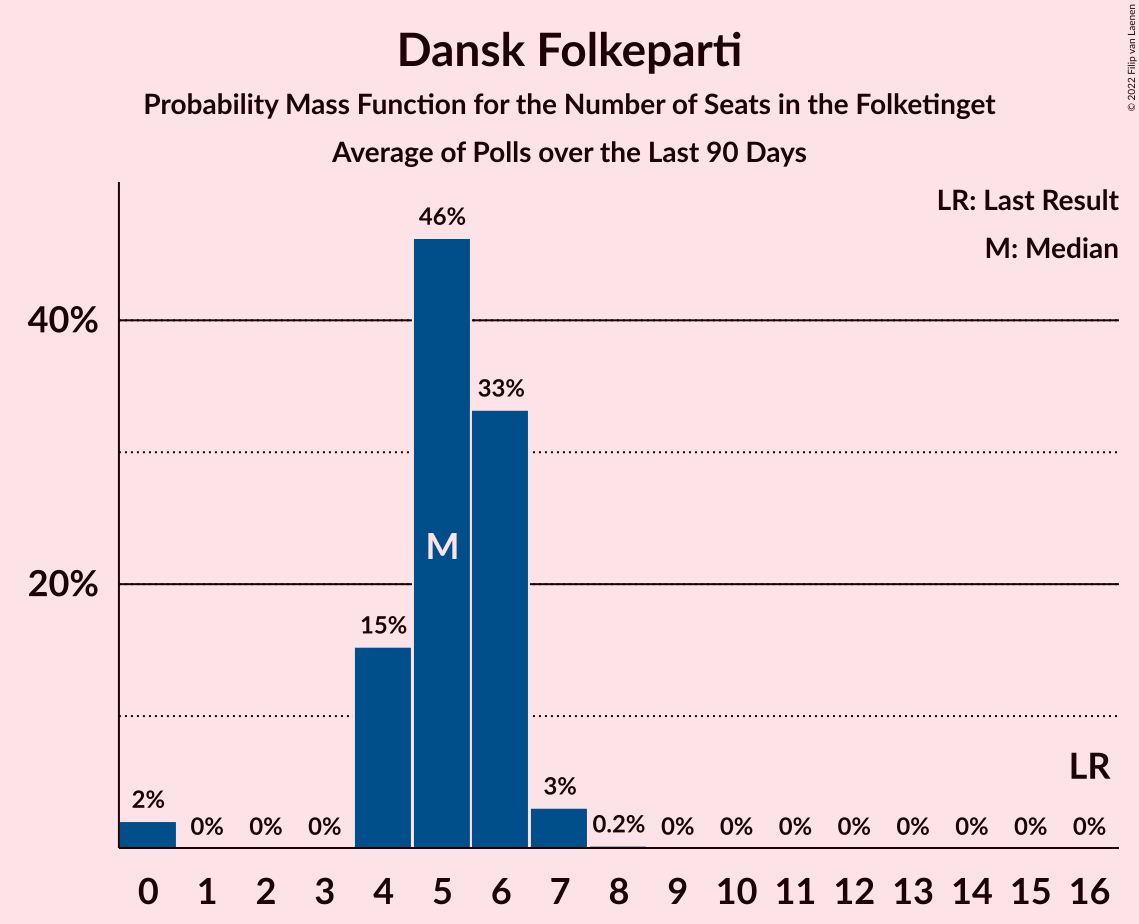 Dansk Folkeparti
Probability Mass Function for the Number of Seats in the Folketinget
Average of Polls over the Last 90 Days
© 2022 Filip van Laenen
LR: Last Result
M: Median
46%
40%
33%
M
20%
15%
LR
3%
2%
0% 0% 0% 0.2% 0% 0% 0% 0% 0% 0% 0% 0%
0 1 2 3 4 5 6 7 8 9 10 11 12 13 14 15 16